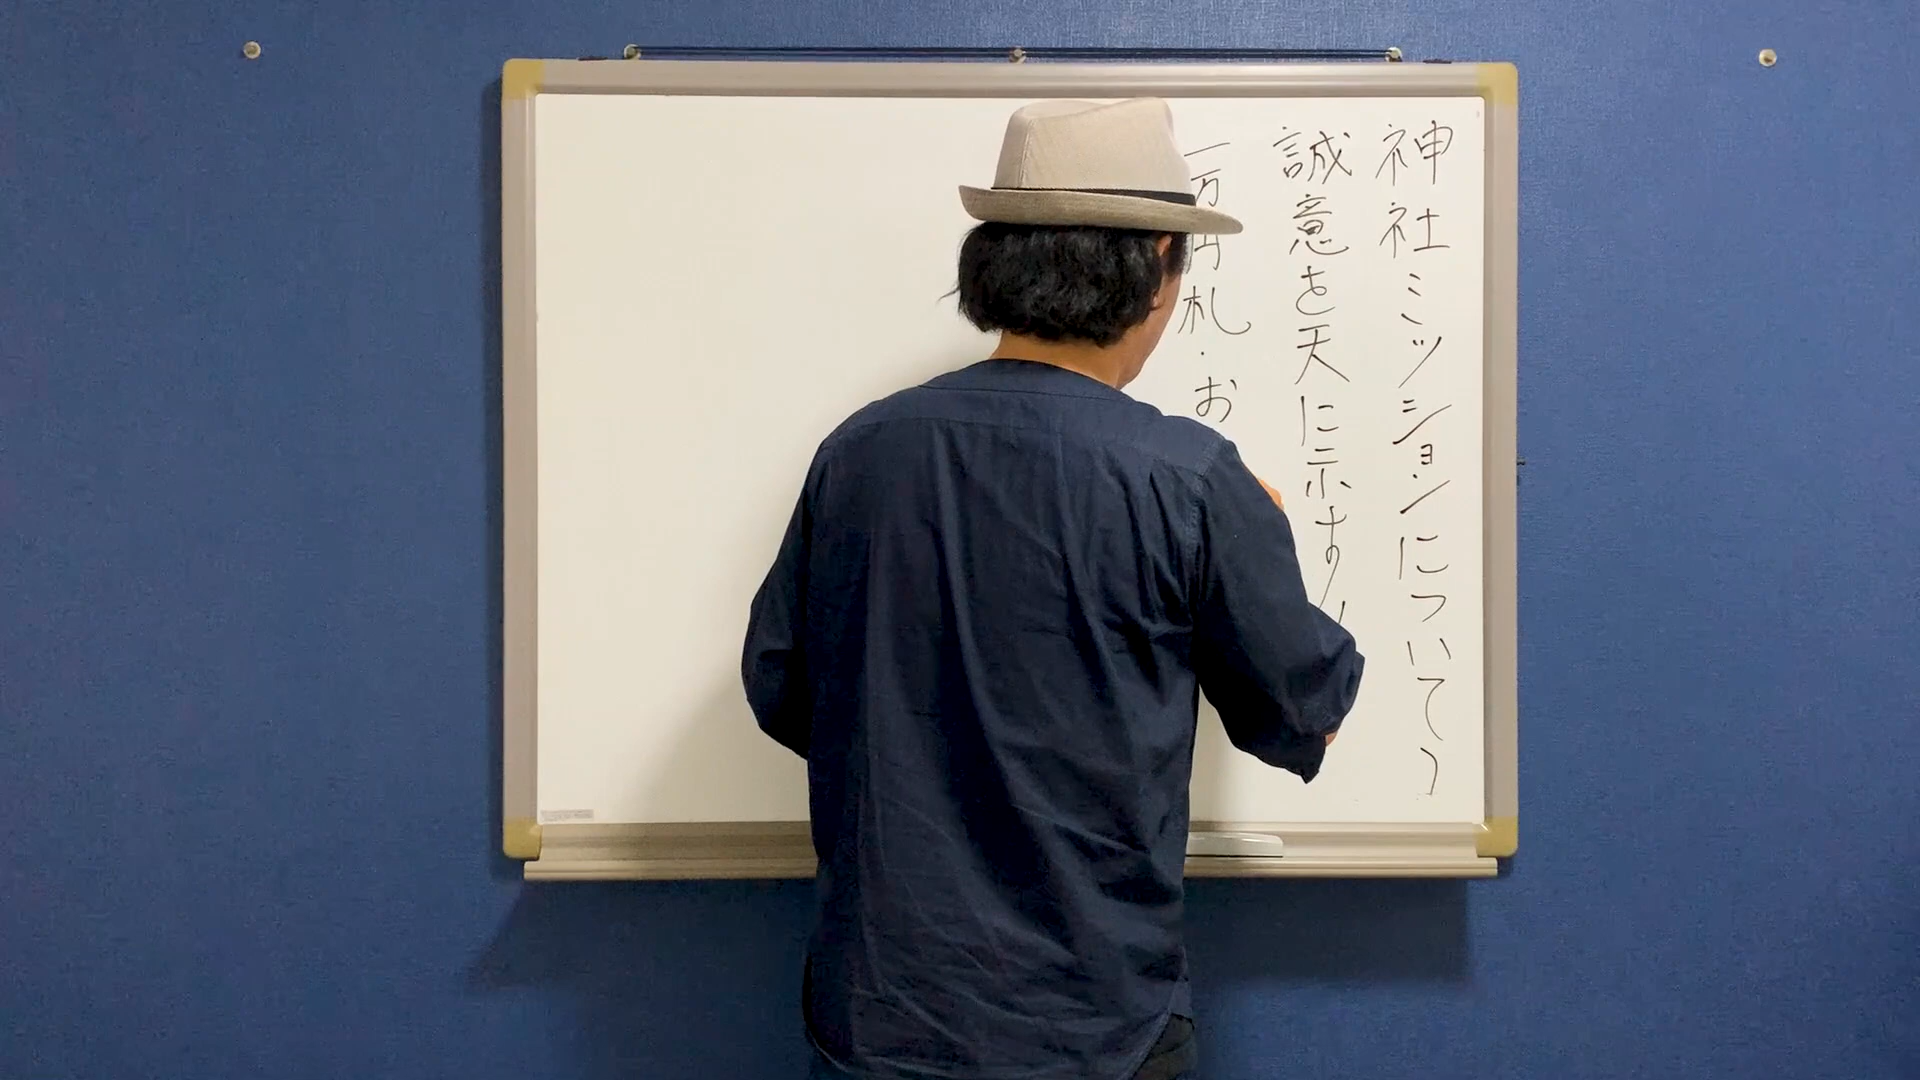 神社ミッションについて
誠意を天に示す
一万円札・お